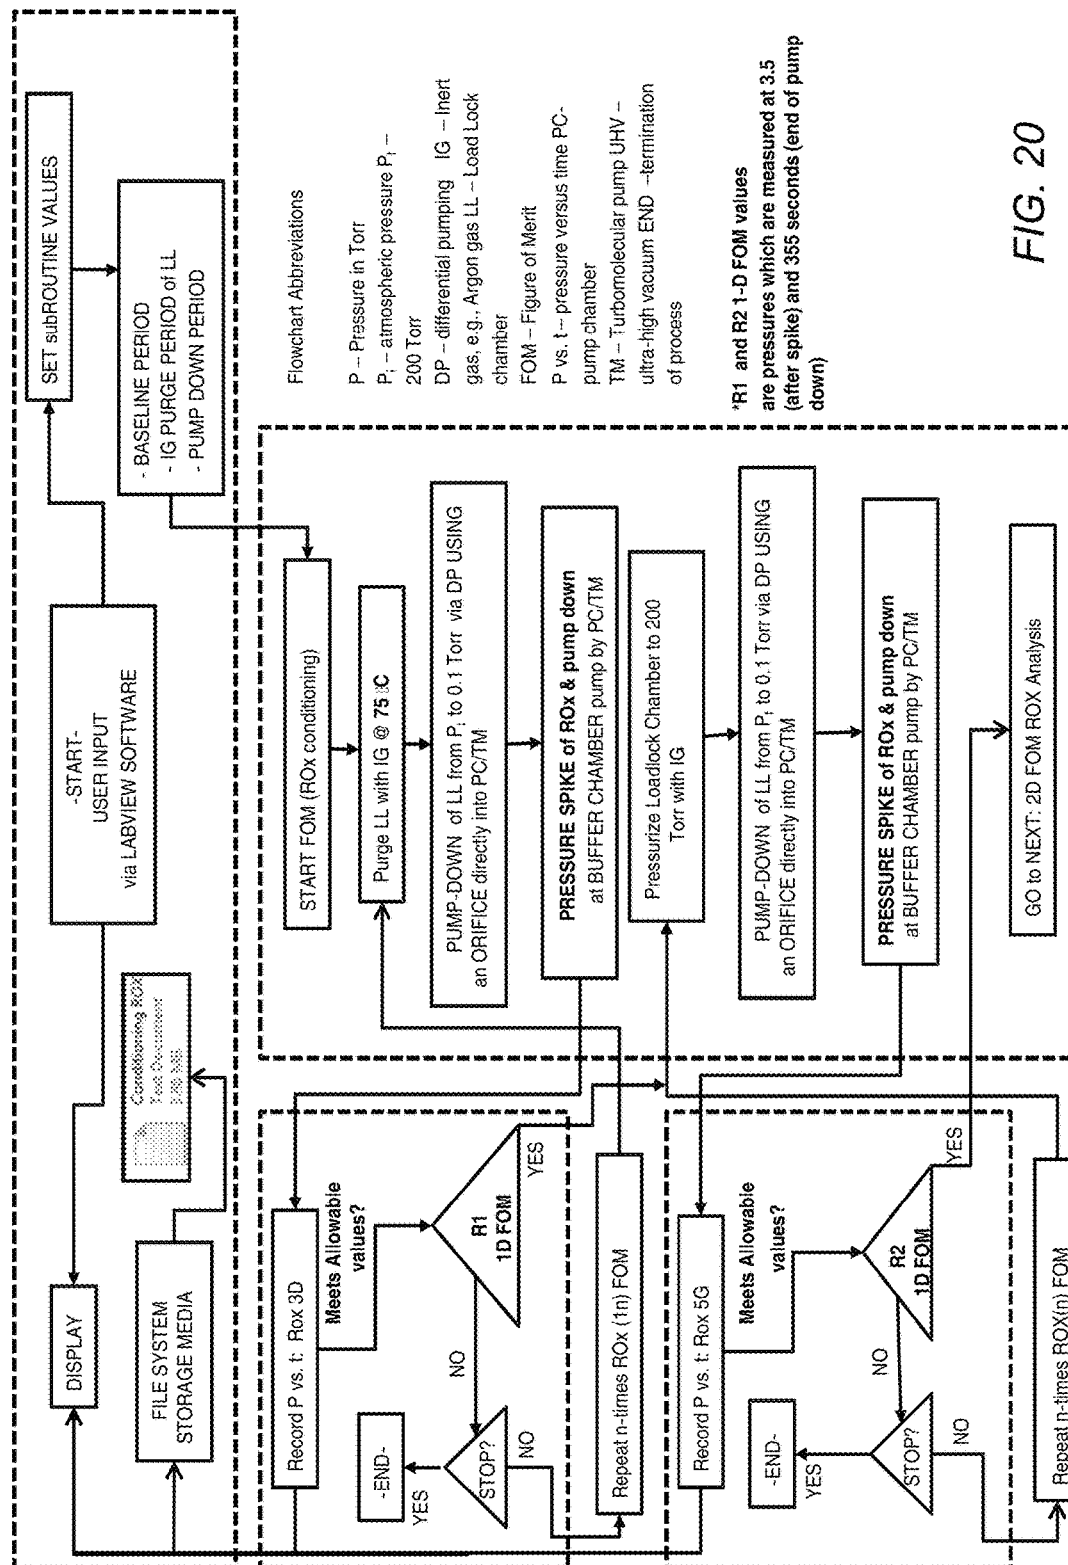 -START-
USER INPUT
via LABVIEW SOFTWARE
SET subROUTINE VALUES
- BASELINE PERIOD
- IG PURGE PERIOD of LL
- PUMP DOWN PERIOD
DISPLAY
FILE SYSTEM
STORAGE MEDIA
Conditioning ROX
Text Document
START FOM (ROx conditioning)
Purge LL with IG @ 75 C
PUMP-DOWN of LL from Pi to 0.1 Torr via DP USING
an ORIFICE directly into PC/TM
PRESSURE SPIKE of ROx & pump down
at BUFFER CHAMBER pump by PC/TM
Pressurize Loadlock Chamber to 200
Torr with IG
PUMP-DOWN of LL from Pf to 0.1 Torr via DP USING
an ORIFICE directly into PC/TM
PRESSURE SPIKE of ROx & pump down
at BUFFER CHAMBER pump by PC/TM
GO to NEXT: 2D FOM ROX Analysis
Record P vs. t: Rox 3D
Meets Allowable
values?
R1
1D FOM
YES
NO
STOP?
YES
-END-
NO
Repeat n-times ROx (1n) FOM
Record P vs. t: Rox 5G
Meets Allowable
values?
R2
1D FOM
YES
NO
STOP?
YES
-END-
NO
Repeat n-times ROX(n) FOM
Flowchart Abbreviations
P – Pressure in Torr
Pi – atmospheric pressure Pf –
200 Torr
DP – differential pumping IG – Inert
gas, e.g., Argon gas LL – Load Lock
chamber
FOM – Figure of Merit
P vs. t – pressure versus time PC-
pump chamber
TM – Turbomolecular pump UHV –
ultra-high vacuum END –termination
of process
*R1 and R2 1-D FOM values
are pressures which are measured at 3.5
(after spike) and 355 seconds (end of pump
down)
FIG. 20